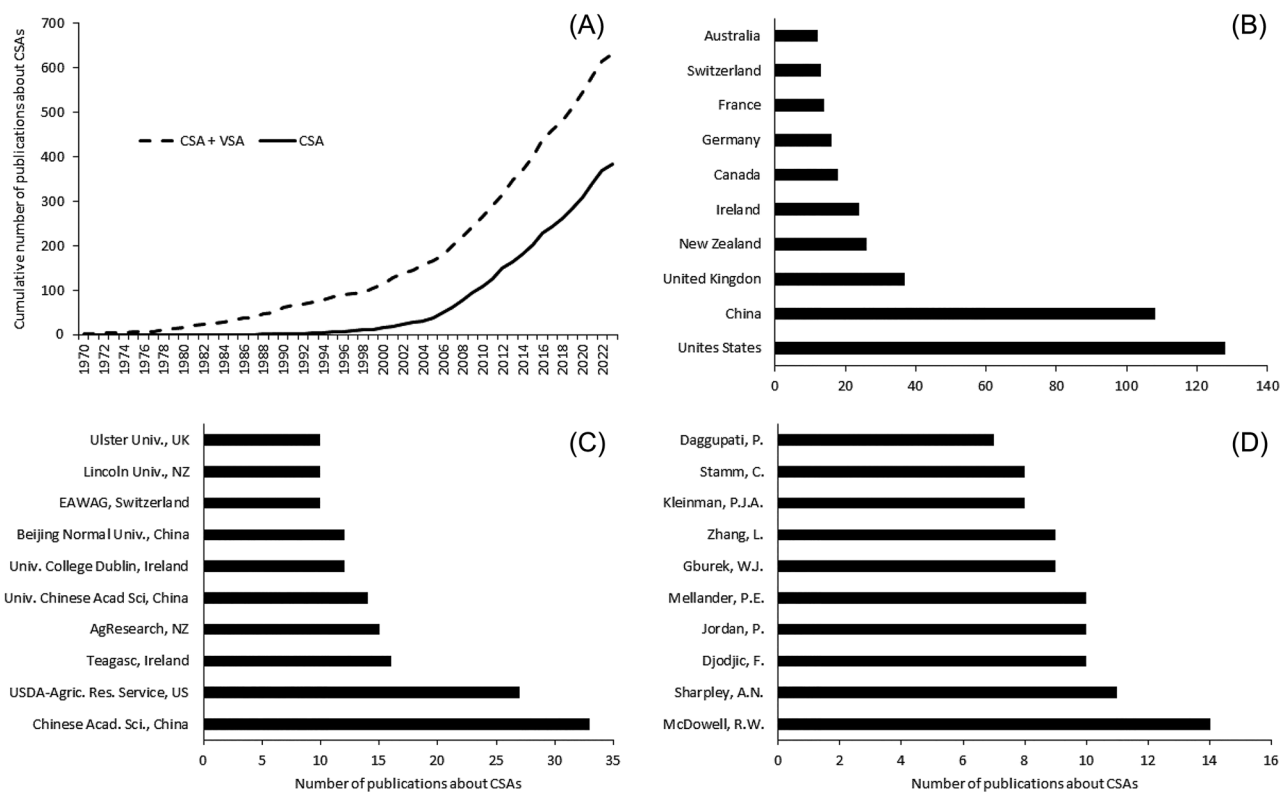 (A)
Cumulative number of publications about CSAs
700
600
500
400
300
200
100
0
CSA + VSA
CSA
1970
1972
1974
1976
1978
1980
1982
1984
1986
1988
1990
1992
1994
1996
1998
2000
2002
2004
2006
2008
2010
2012
2014
2016
2018
2020
2022
(B)
Australia
Switzerland
France
Germany
Canada
Ireland
New Zealand
United Kingdon
China
Unites States
0 20 40 60 80 100 120 140
(C)
Ulster Univ., UK
Lincoln Univ., NZ
EAWAG, Switzerland
Beijing Normal Univ., China
Univ. College Dublin, Ireland
Univ. Chinese Acad Sci, China
AgResearch, NZ
Teagasc, Ireland
USDA-Agric. Res. Service, US
Chinese Acad. Sci., China
0 5 10 15 20 25 30 35
Number of publications about CSAs
(D)
Daggupati, P.
Stamm, C.
Kleinman, P.J.A.
Zhang, L.
Gburek, W.J.
Mellander, P.E.
Jordan, P.
Djodjic, F.
Sharpley, A.N.
McDowell, R.W.
0 2 4 6 8 10 12 14 16
Number of publications about CSAs